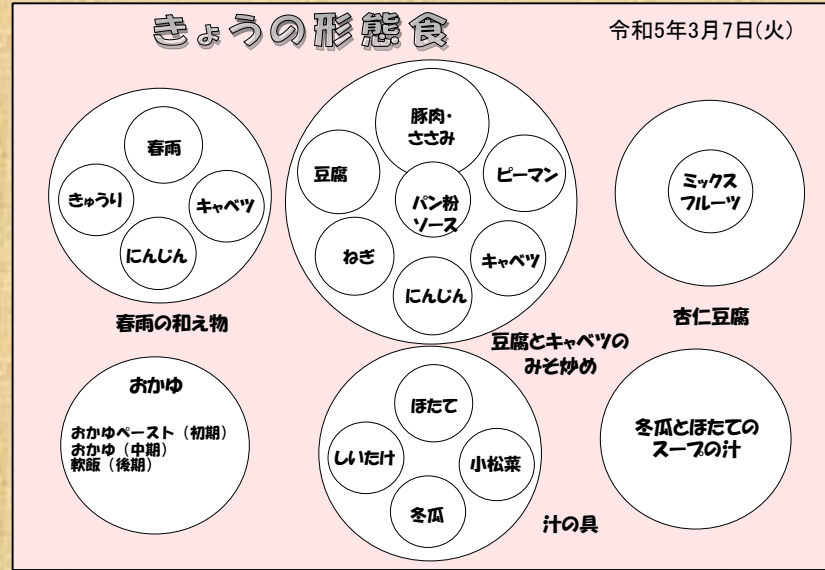 きょうの形態食
令和5年3月7日(火)
春雨
きゅうり
キャベツ
にんじん
春雨の和え物
豚肉・
ささみ
豆腐
ピーマン
パン粉
ソース
ねぎ
キャベツ
にんじん
豆腐とキャベツの
みそ炒め
ミックス
フルーツ
杏仁豆腐
おかゆ
おかゆペースト（初期）
おかゆ（中期）
軟飯（後期）
ほたて
しいたけ
小松菜
冬瓜
汁の具
冬瓜とほたての
スープの汁